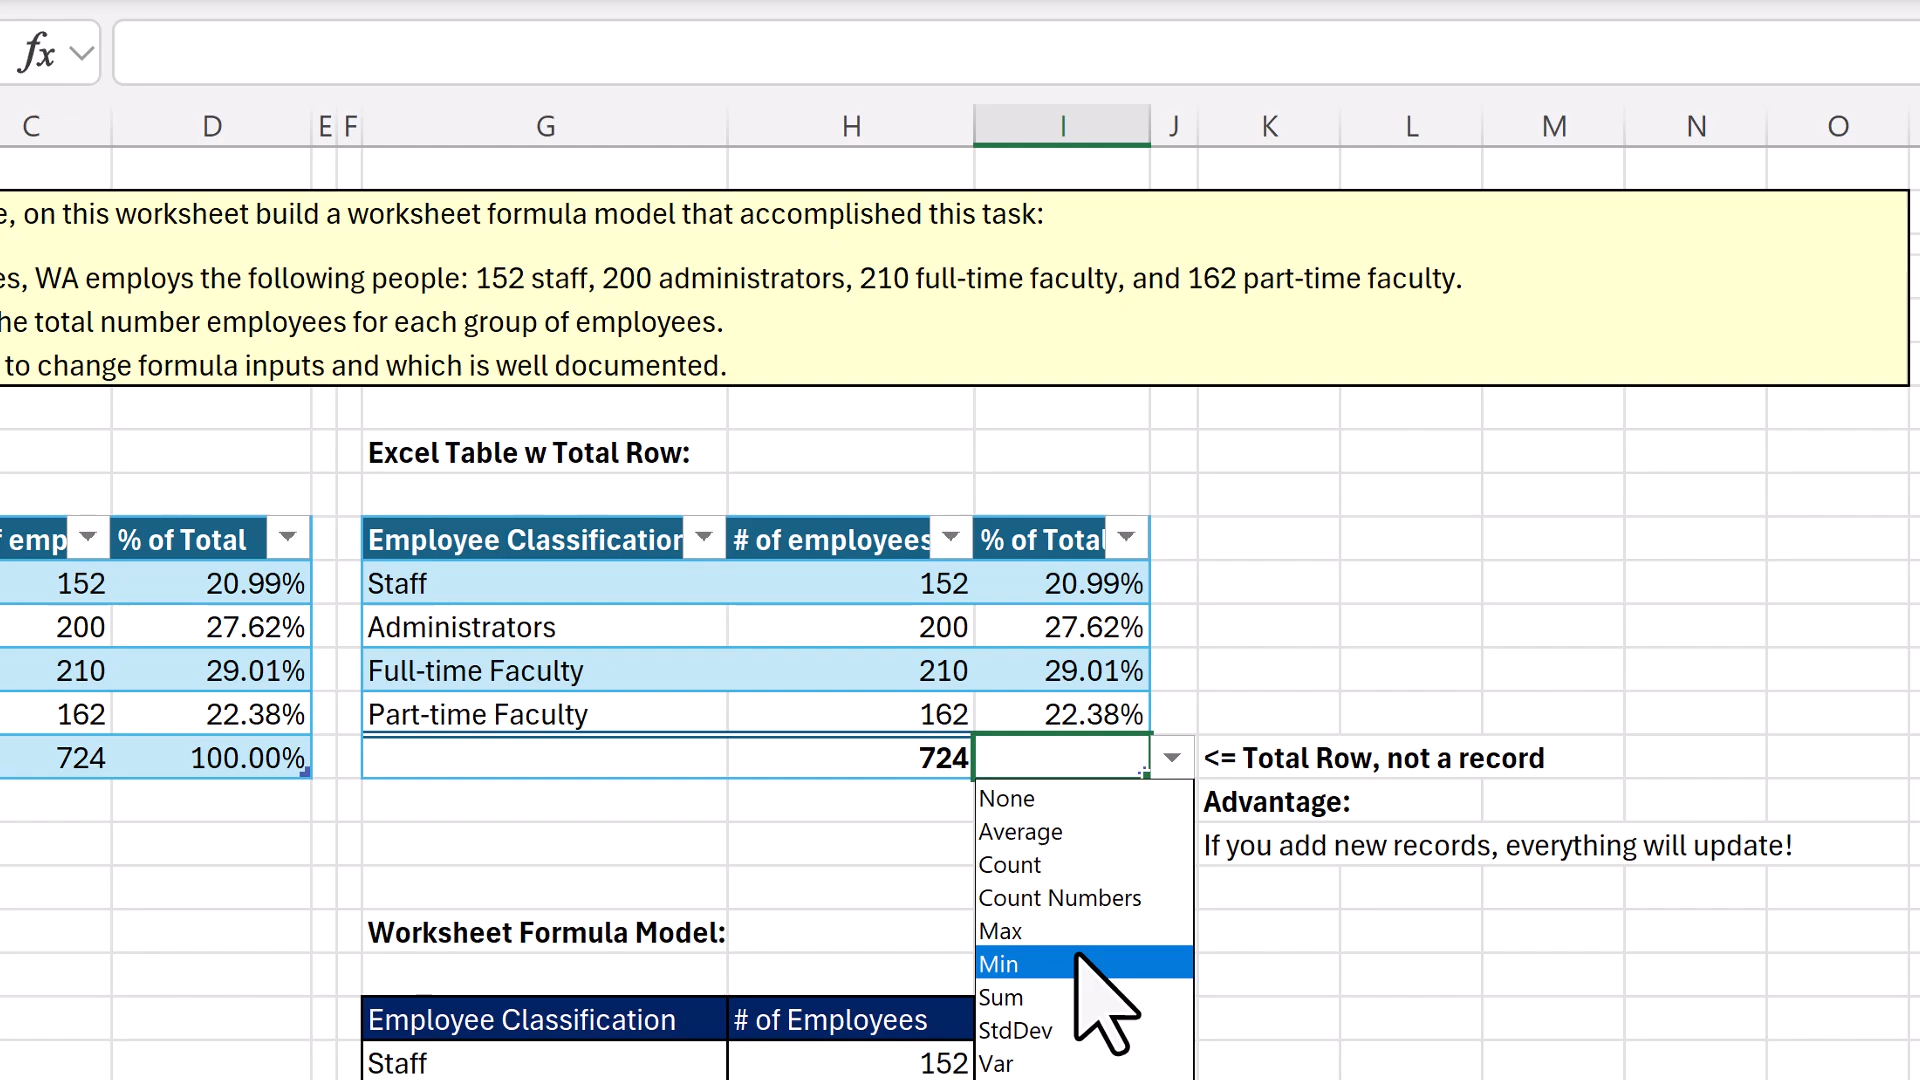 fx
C D E F G H I J K L M N O
e, on this worksheet build a worksheet formula model that accomplished this task:
es, WA employs the following people: 152 staff, 200 administrators, 210 full-time faculty, and 162 part-time faculty.
he total number employees for each group of employees.
to change formula inputs and which is well documented.
Excel Table w Total Row:
f emp % of Total Employee Classification # of employees % of Total
152 20.99% Staff 152 20.99%
200 27.62% Administrators 200 27.62%
210 29.01% Full-time Faculty 210 29.01%
162 22.38% Part-time Faculty 162 22.38%
724 100.00% 724 <= Total Row, not a record
None Advantage:
Average If you add new records, everything will update!
Count
Count Numbers
Worksheet Formula Model: Max
Min
Sum
Employee Classification # of Employees StdDev
Staff 152 Var